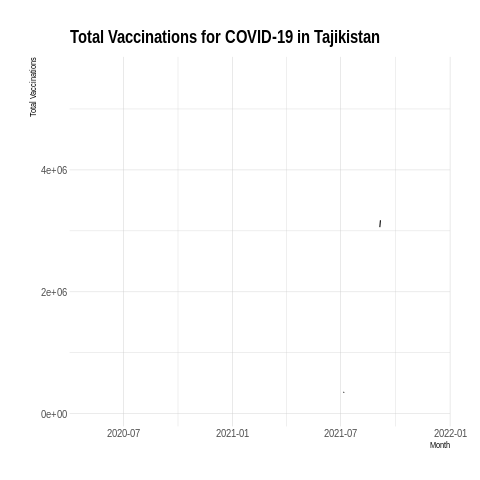 Total Vaccinations for COVID-19 in Tajikistan
Total Vaccinations
4e+06
2e+06
0e+00
2020-07
2021-01
2021-07
2022-01
Month